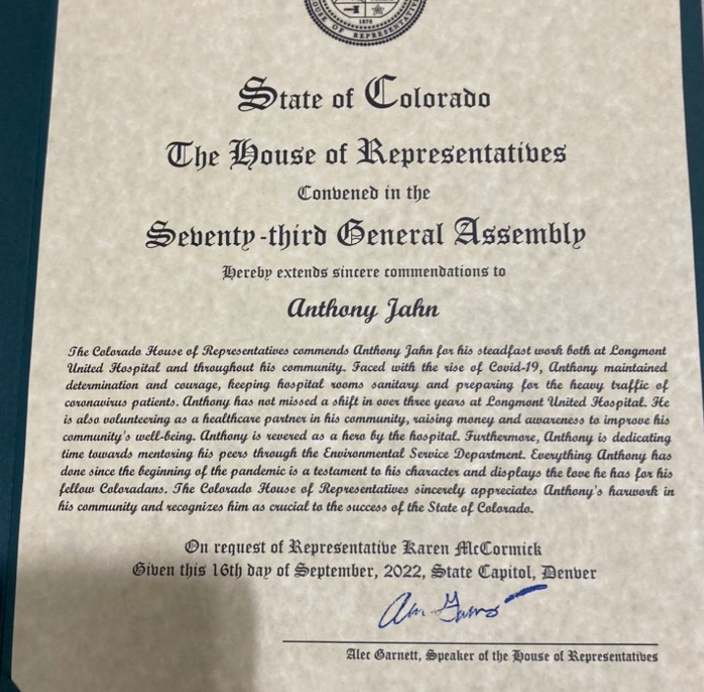 HOUSE OF REPRESENTATIVES
1876
State of Colorado
The House of Representatives
Convened in the
Seventy-third General Assembly
Hereby extends sincere commendations to
Anthony Jahn
The Colorado House of Representatives commends Anthony Jahn for his steadfast work both at Longmont
United Hospital and throughout his community. Faced with the rise of Covid-19, Anthony maintained
determination and courage, keeping hospital rooms sanitary and preparing for the heavy traffic of
coronavirus patients. Anthony has not missed a shift in over three years at Longmont United Hospital. He
is also volunteering as a healthcare partner in his community, raising money and awareness to improve his
community's well-being. Anthony is revered as a hero by the hospital. Furthermore, Anthony is dedicating
time towards mentoring his peers through the Environmental Service Department. Everything Anthony has
done since the beginning of the pandemic is a testament to his character and displays the love he has for his
fellow Coloradans. The Colorado House of Representatives sincerely appreciates Anthony's harwork in
his community and recognizes him as crucial to the success of the State of Colorado.
On request of Representative Karen McCormick
Given this 16th day of September, 2022, State Capitol, Denver
Alec Garnett, Speaker of the House of Representatives